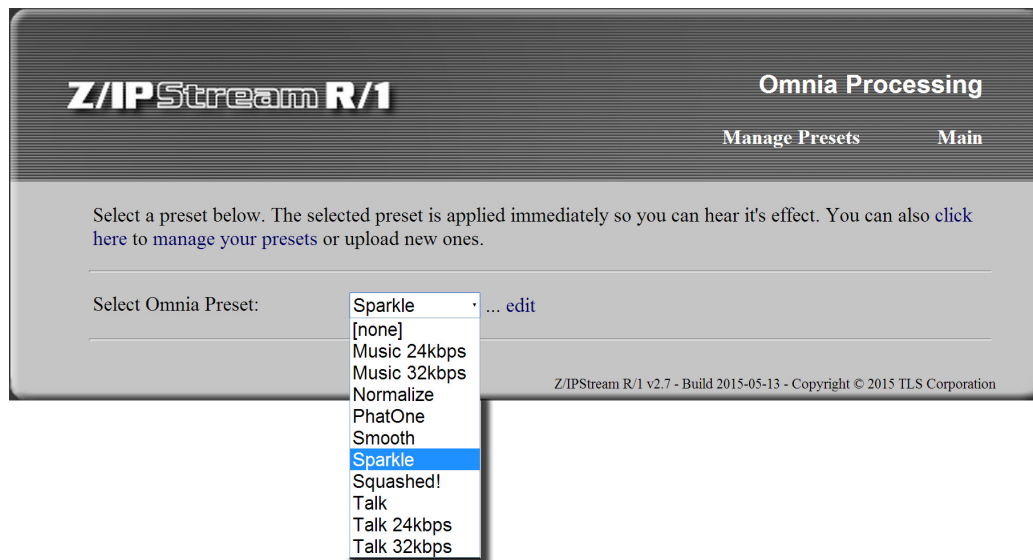 Z/IPStream R/1
Omnia Processing
Manage Presets Main
Select a preset below. The selected preset is applied immediately so you can hear it's effect. You can also click
here to manage your presets or upload new ones.
Select Omnia Preset: Sparkle ... edit
[none]
Music 24kbps
Music 32kbps
Normalize
PhatOne
Smooth
Sparkle
Squashed!
Talk
Talk 24kbps
Talk 32kbps
Z/IPStream R/1 v2.7 - Build 2015-05-13 - Copyright © 2015 TLS Corporation